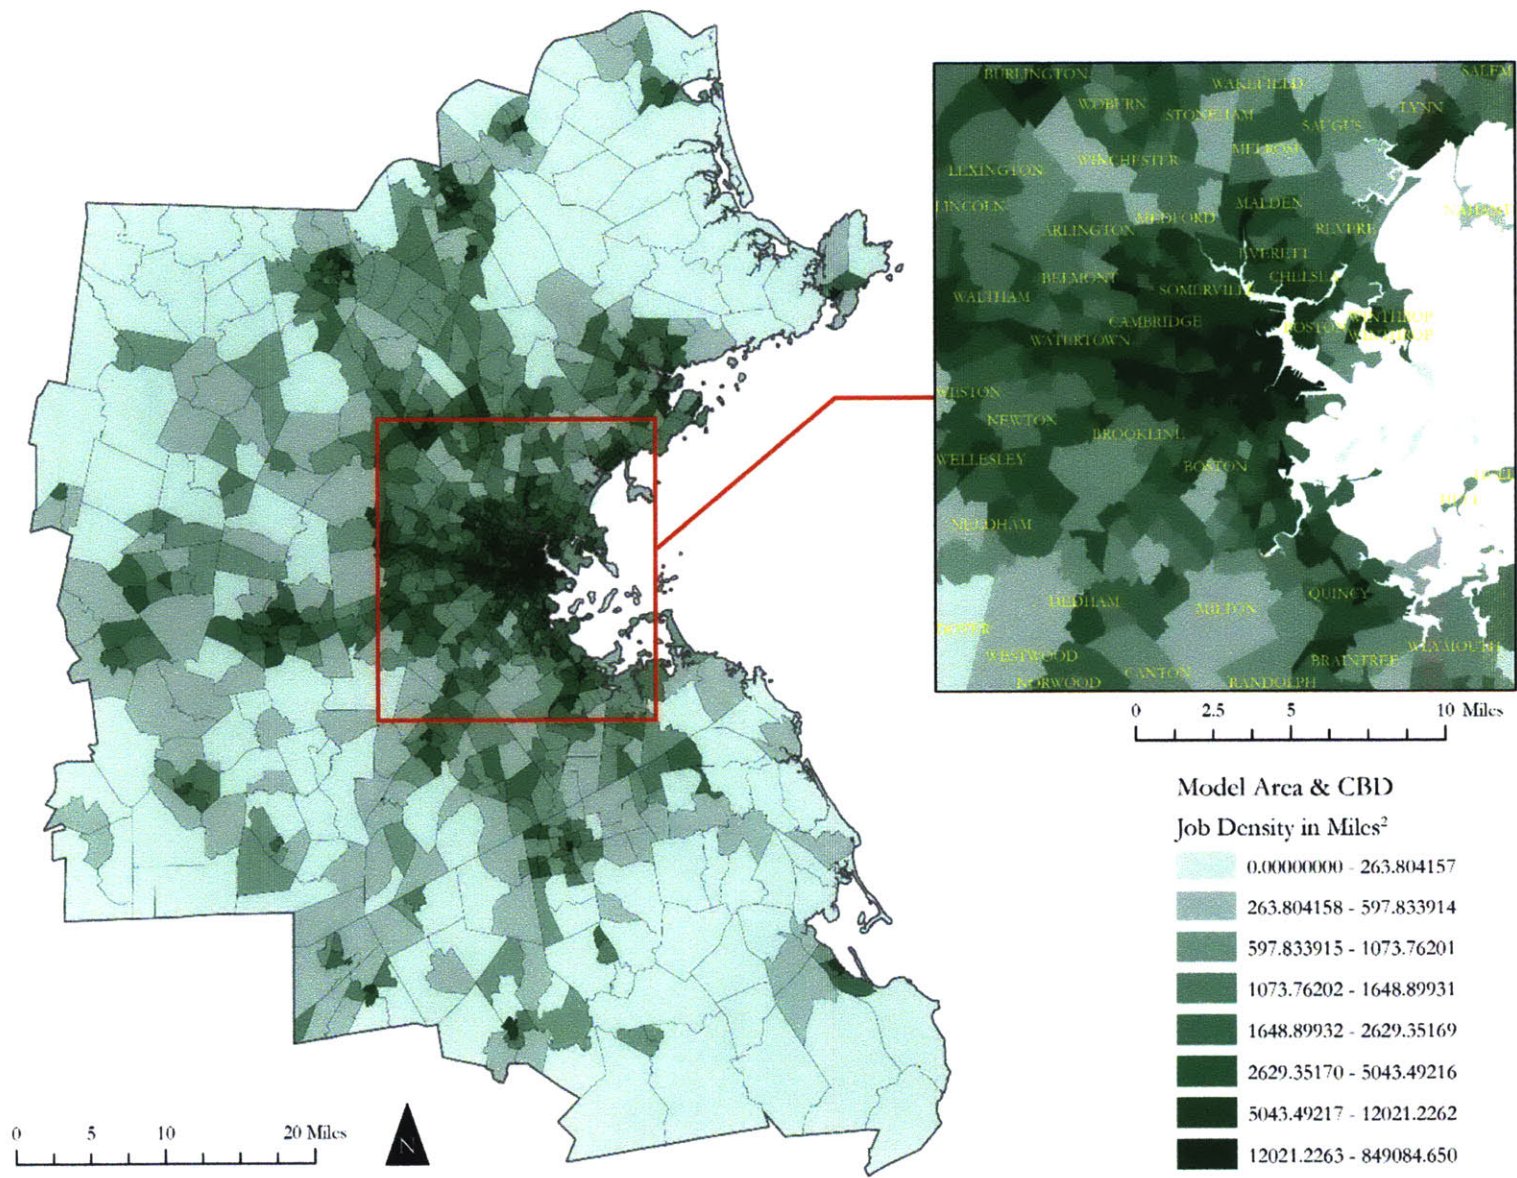 BURLINGTON
SALEM
WAKEFIELD
WOBURN
LYNN
STONEHAM
SAUGUS
MELROSE
WINCHESTER
LEXINGTON
MALDEN
LINCOLN
MEDFORD
ARLINGTON
REVERE
EVERETT
BELMONT
CHELSEA
SOMERVILLE
WALTHAM
CAMBRIDGE
WINTHROP
BOSTON
WINTHROP
WATERTOWN
WESTON
NEWTON
BROOKLINE
WELLESLEY
BOSTON
HULL
NEEDHAM
QUINCY
DEDHAM
MILTON
DOVER
WESTWOOD
WEYMOUTH
BRAINTREE
CANTON
NORWOOD
RANDOLPH
0 2.5 5 10 Miles
Model Area & CBD
Job Density in Miles²
0.00000000 - 263.804157
263.804158 - 597.833914
597.833915 - 1073.76201
1073.76202 - 1648.89931
1648.89932 - 2629.35169
2629.35170 - 5043.49216
5043.49217 - 12021.2262
12021.2263 - 849084.650
0 5 10 20 Miles
N